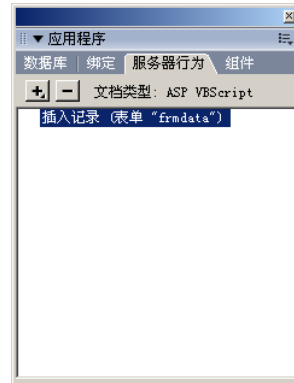 ▼ 应用程序
数据库 绑定 服务器行为 组件
+ - 文档类型: ASP VBScript
插入记录 (表单 "frmdata")